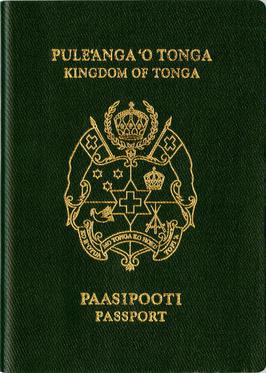 PULE‘ANGA ‘O TONGA
KINGDOM OF TONGA
KO E ‘OTUA MO TONGA KO HOKU TOFI‘A
PAASIPOOTI
PASSPORT